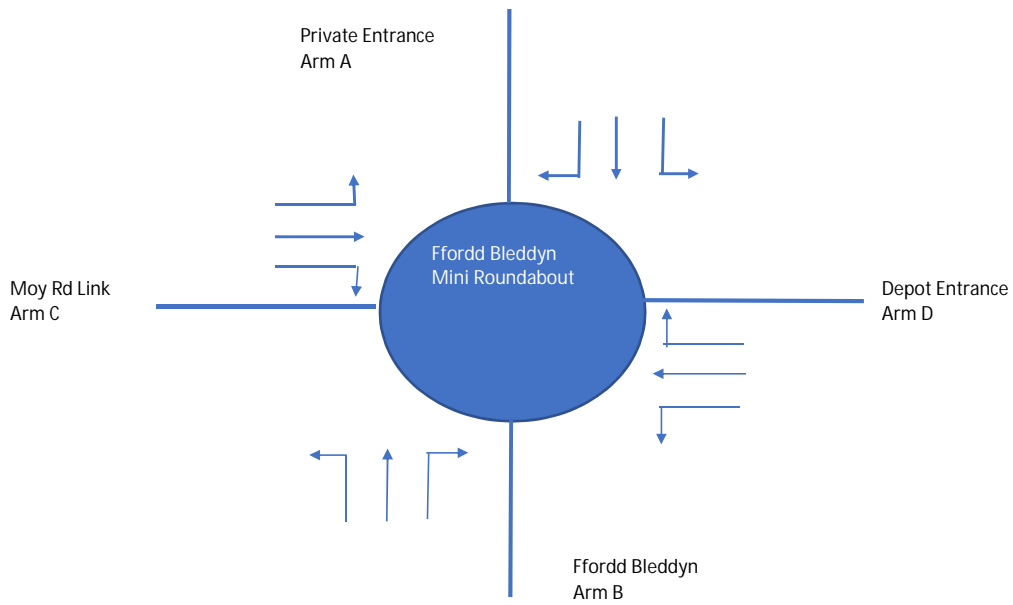 Private Entrance
Arm A
Ffordd Bleddyn
Mini Roundabout
Moy Rd Link
Arm C
Depot Entrance
Arm D
Ffordd Bleddyn
Arm B